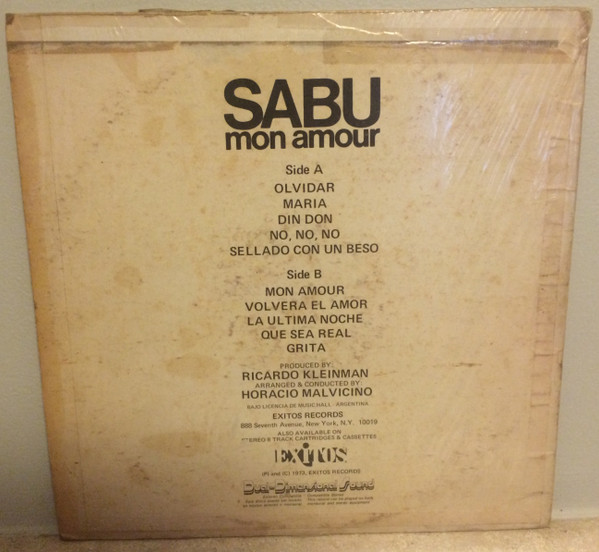 SABU
mon amour
Side A
OLVIDAR
MARIA
DIN DON
NO, NO, NO
SELLADO CON UN BESO
Side B
MON AMOUR
VOLVERA EL AMOR
LA ULTIMA NOCHE
QUE SEA REAL
GRITA
PRODUCED BY:
RICARDO KLEINMAN
ARRANGED & CONDUCTED BY:
HORACIO MALVICINO
BAJO LICENCIA DE MUSIC HALL - ARGENTINA
EXITOS RECORDS
888 Seventh Avenue, New York, N.Y. 10019
ALSO AVAILABLE ON
STEREO 8 TRACK CARTRIDGES & CASSETTES
EXITOS
(P) and (C) 1973, EXITOS RECORDS
Dual-Dimensional Sound